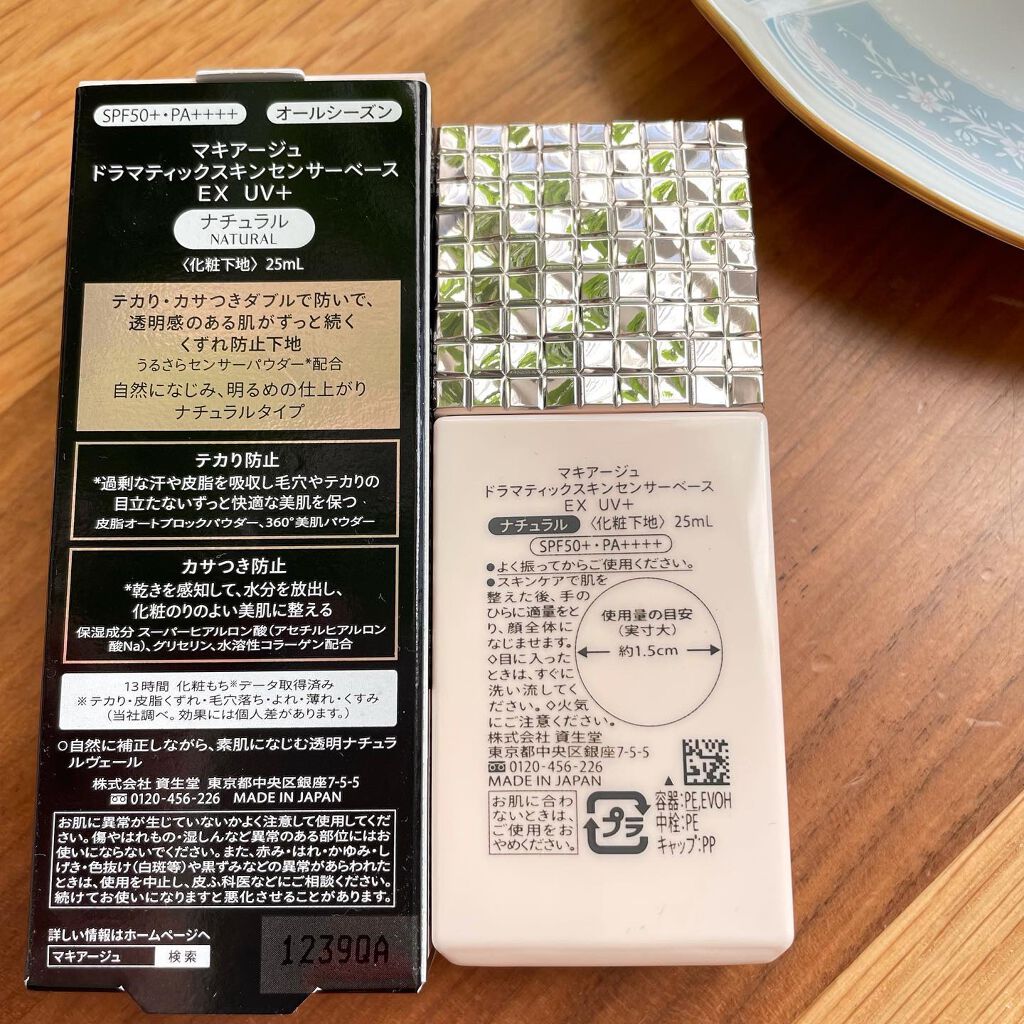 SPF50+・PA++++
オールシーズン
マキアージュ
ドラマティックスキンセンサーベース
EX UV+
ナチュラル
NATURAL
〈化粧下地〉25mL
テカリ・カサつきダブルで防いで、
透明感のある肌がずっと続く
くずれ防止下地
うるさらセンサーパウダー*配合
自然になじみ、明るめの仕上がり
ナチュラルタイプ
テカリ防止
*過剰な汗や皮脂を吸収し毛穴やテカリの
目立たないずっと快適な美肌を保つ
皮脂オートブロックパウダー、360°美肌パウダー
カサつき防止
*乾きを感知して、水分を放出し、
化粧のりのよい美肌に整える
保湿成分 スーパーヒアルロン酸(アセチルヒアルロン
酸Na)、グリセリン、水溶性コラーゲン配合
13時間 化粧もち※データ取得済み
※テカリ・皮脂くずれ・毛穴落ち・よれ・薄れ・くすみ
(当社調べ。効果には個人差があります。)
○自然に補正しながら、素肌になじむ透明ナチュラ
ルヴェール
株式会社 資生堂 東京都中央区銀座7-5-5
0120-456-226 MADE IN JAPAN
お肌に異常が生じていないかよく注意して使用してくだ
さい。傷やはれもの・湿しんなど異常のある部位にはお
使いにならないでください。また、赤み・はれ・かゆみ・し
げき・色抜け(白斑等)や黒ずみなどの異常があらわれた
ときは、使用を中止し、皮ふ科医などにご相談ください。
続けてお使いになりますと悪化させることがあります。
詳しい情報はホームページへ
マキアージュ 検索
1239QA
マキアージュ
ドラマティックスキンセンサーベース
EX UV+
ナチュラル 〈化粧下地〉25mL
SPF50+・PA++++
●よく振ってからご使用ください。
●スキンケアで肌を
整えた後、手の
ひらに適量をと
り、顔全体に
なじませます。
◇目に入った
ときは、すぐに
洗い流してく
ださい。◇火気
にご注意ください。
使用量の目安
(実寸大)
約1.5cm
株式会社 資生堂
東京都中央区銀座7-5-5
0120-456-226
MADE IN JAPAN
お肌に合わ
ないときは、
ご使用をお
やめください。
プラ
容器:PE,EVOH
中栓:PE
キャップ:PP